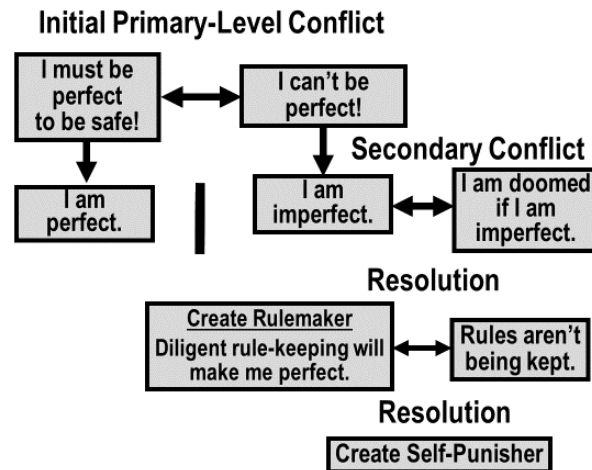 Initial Primary-Level Conflict
I must be
perfect
to be safe!
I can't be
perfect!
Secondary Conflict
I am
perfect.
I am
imperfect.
I am doomed
if I am
imperfect.
Resolution
Create Rulemaker
Diligent rule-keeping will
make me perfect.
Rules aren't
being kept.
Resolution
Create Self-Punisher